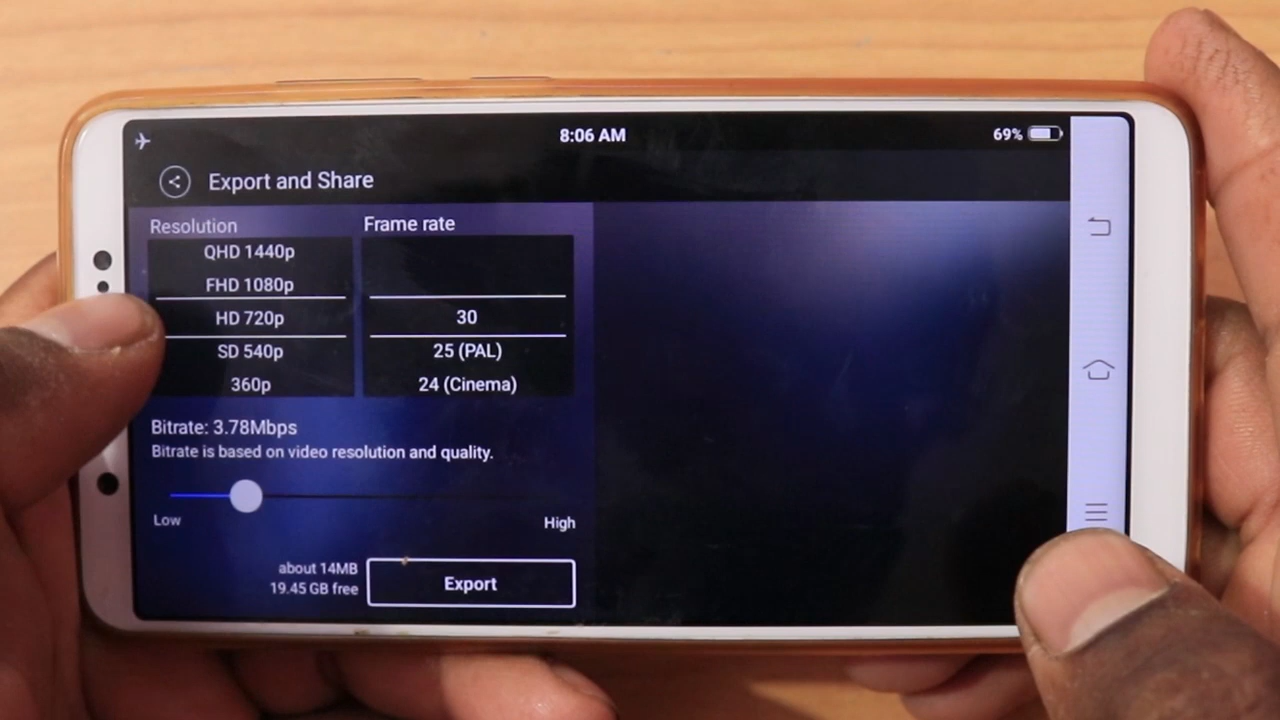 8:06 AM
69%
Export and Share
Resolution
Frame rate
QHD 1440p
FHD 1080p
HD 720p
SD 540p
360p
30
25 (PAL)
24 (Cinema)
Bitrate: 3.78Mbps
Bitrate is based on video resolution and quality.
Low
High
about 14MB
19.45 GB free
Export